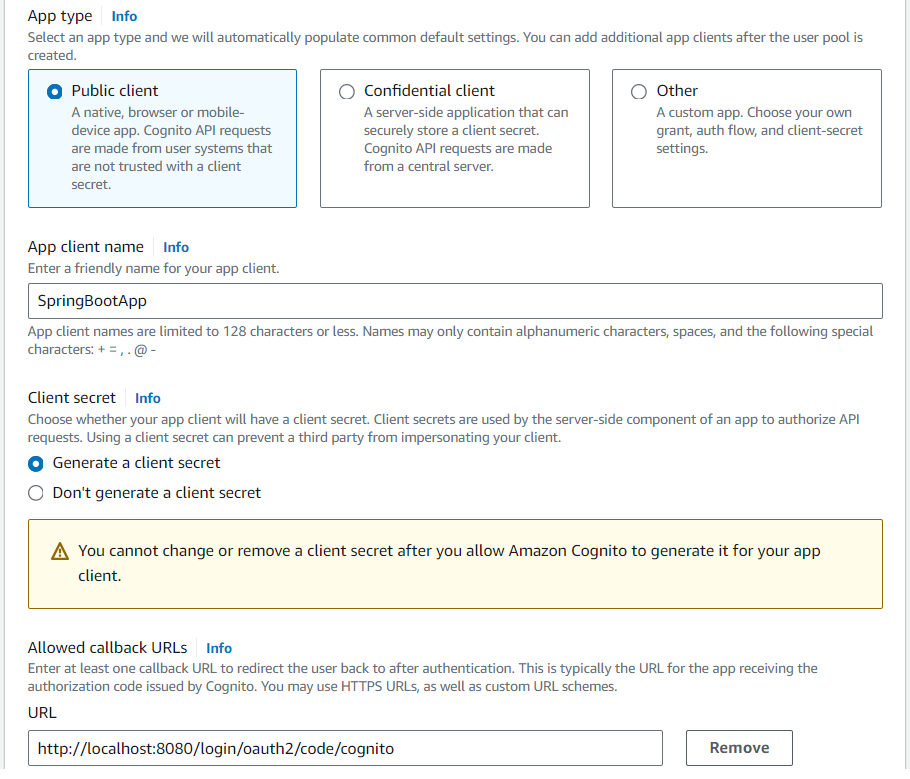 App type Info
Select an app type and we will automatically populate common default settings. You can add additional app clients after the user pool is
created.
Public client
A native, browser or mobile-
device app. Cognito API requests
are made from user systems that
are not trusted with a client
secret.
Confidential client
A server-side application that can
securely store a client secret.
Cognito API requests are made
from a central server.
Other
A custom app. Choose your own
grant, auth flow, and client-secret
settings.
App client name Info
Enter a friendly name for your app client.
SpringBootApp
App client names are limited to 128 characters or less. Names may only contain alphanumeric characters, spaces, and the following special
characters: + = , . @ -
Client secret Info
Choose whether your app client will have a client secret. Client secrets are used by the server-side component of an app to authorize API
requests. Using a client secret can prevent a third party from impersonating your client.
Generate a client secret
Don't generate a client secret
You cannot change or remove a client secret after you allow Amazon Cognito to generate it for your app
client.
Allowed callback URLs Info
Enter at least one callback URL to redirect the user back to after authentication. This is typically the URL for the app receiving the
authorization code issued by Cognito. You may use HTTPS URLs, as well as custom URL schemes.
URL
http://localhost:8080/login/oauth2/code/cognito
Remove